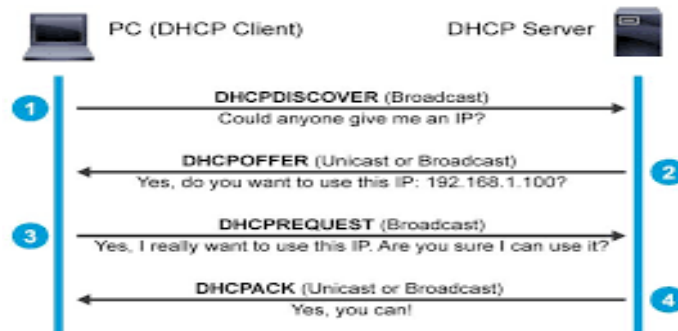 PC (DHCP Client)
DHCP Server
1
DHCPDISCOVER (Broadcast)
Could anyone give me an IP?
DHCPOFFER (Unicast or Broadcast)
2
Yes, do you want to use this IP: 192.168.1.100?
3
DHCPREQUEST (Broadcast)
Yes, I really want to use this IP. Are you sure I can use it?
DHCPACK (Unicast or Broadcast)
4
Yes, you can!